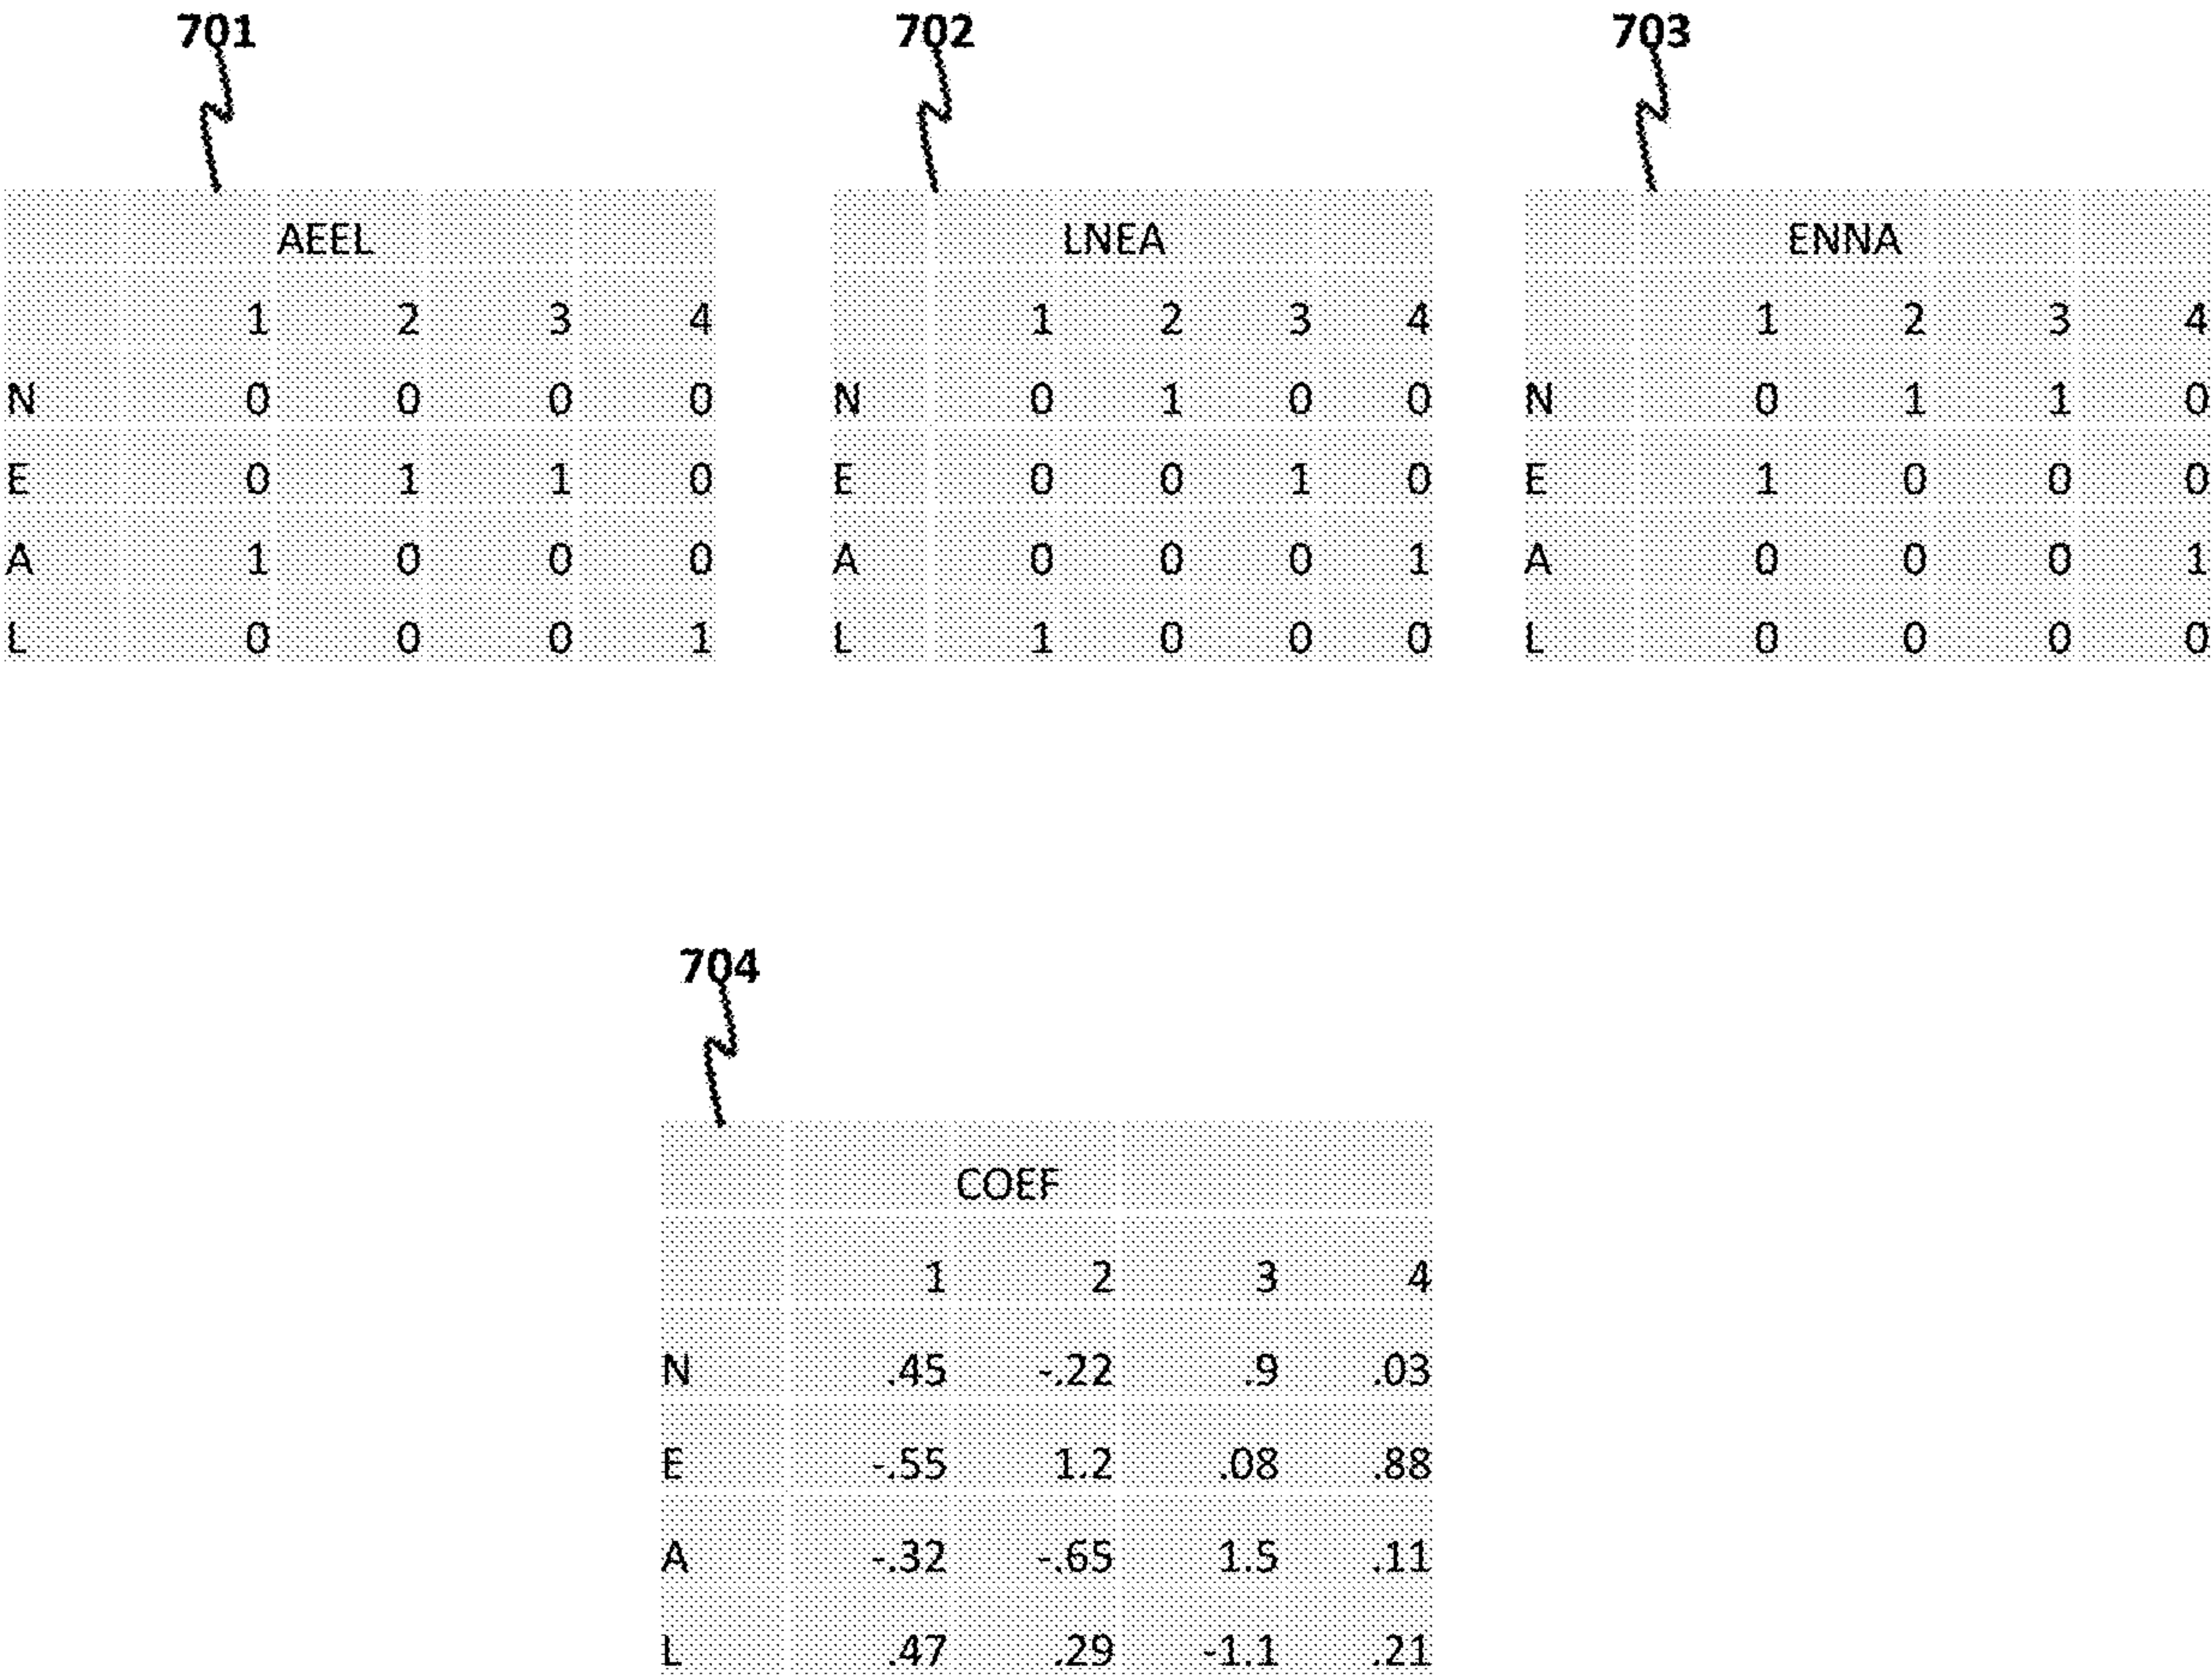 701
702
703
AEEL
1 2 3 4
N 0 0 0 0
E 0 1 1 0
A 1 0 0 0
L 0 0 0 1
LNEA
1 2 3 4
N 0 1 0 0
E 0 0 1 0
A 0 0 0 1
L 1 0 0 0
ENNA
1 2 3 4
N 0 1 1 0
E 1 0 0 0
A 0 0 0 1
L 0 0 0 0
704
COEF
1 2 3 4
N .45 -.22 .9 .03
E -.55 1.2 .08 .88
A -.32 -.65 1.5 .11
L .47 .29 -1.1 .21